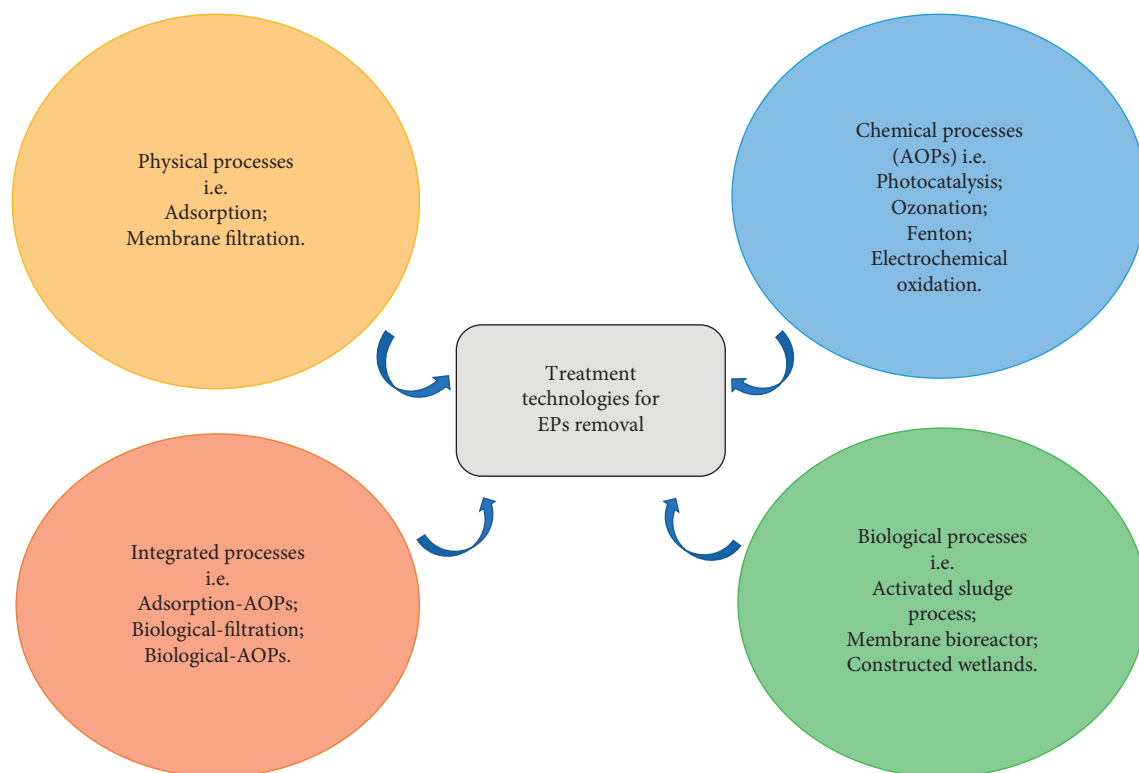 Physical processes
i.e.
Adsorption;
Membrane filtration.
Chemical processes
(AOPs) i.e.
Photocatalysis;
Ozonation;
Fenton;
Electrochemical
oxidation.
Treatment
technologies for
EPs removal
Integrated processes
i.e.
Adsorption-AOPs;
Biological-filtration;
Biological-AOPs.
Biological processes
i.e.
Activated sludge
process;
Membrane bioreactor;
Constructed wetlands.